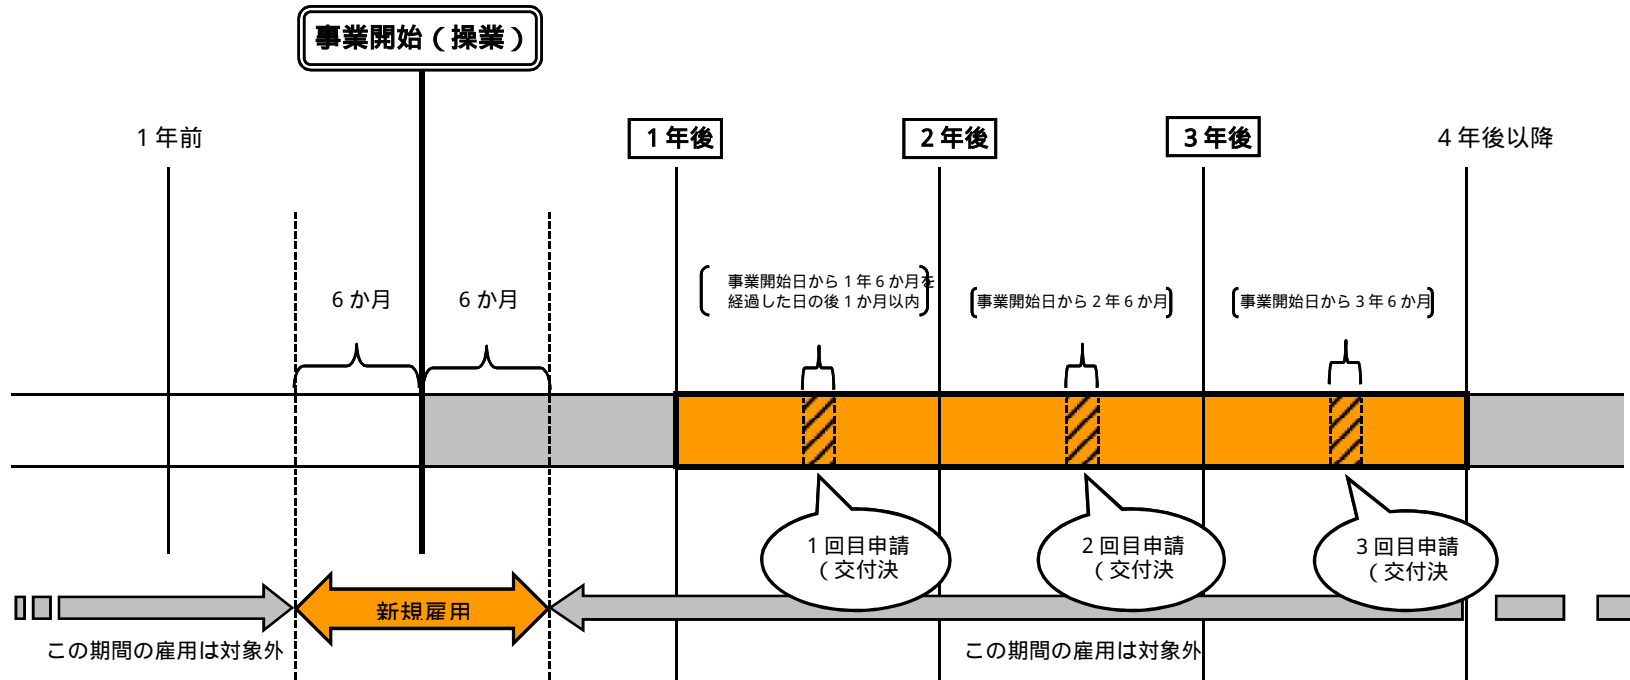 事業開始（操業）
1年前
1年後
2年後
3年後
4年後以降
6か月
6か月
事業開始日から1年6か月を
経過した日の後1か月以内
事業開始日から2年6か月
事業開始日から3年6か月
1回目申請
（交付決
2回目申請
（交付決
3回目申請
（交付決
新規雇用
この期間の雇用は対象外
この期間の雇用は対象外